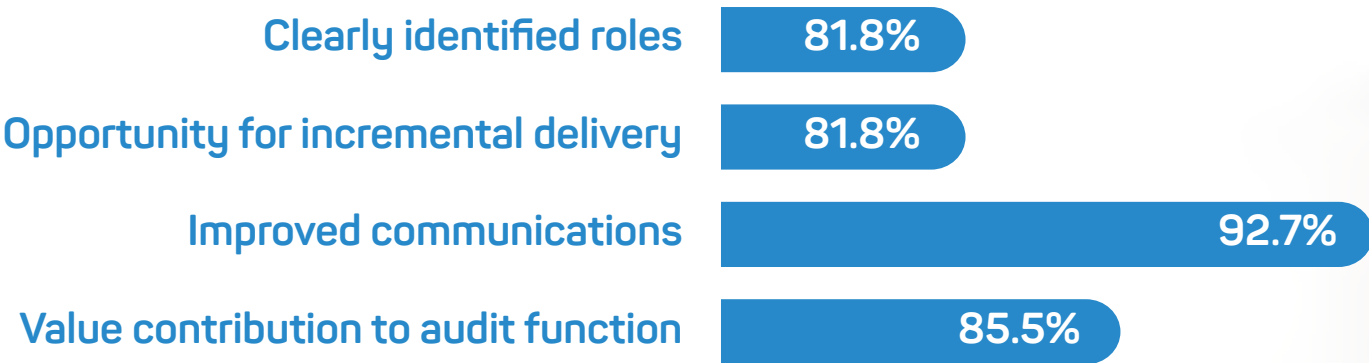 Clearly identified roles 81.8%
Opportunity for incremental delivery 81.8%
Improved communications 92.7%
Value contribution to audit function 85.5%